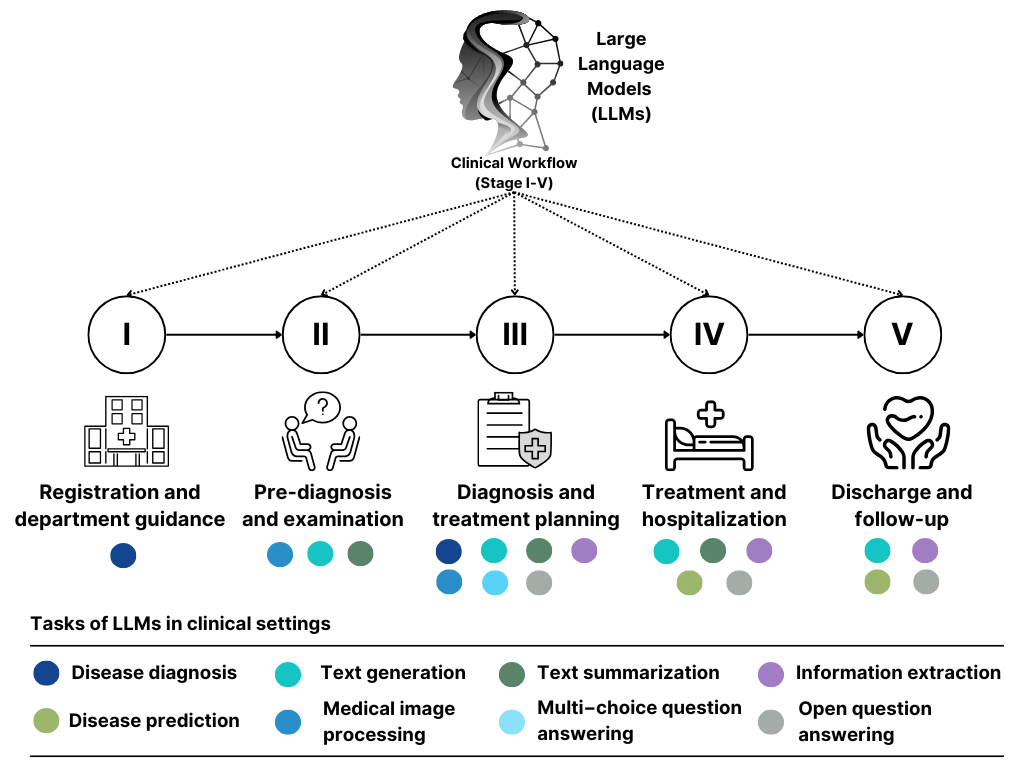 Large
Language
Models
(LLMs)
Clinical Workflow
(Stage I-V)
I
II
III
IV
V
?
Registration and
department guidance
Pre-diagnosis
and examination
Diagnosis and
treatment planning
Treatment and
hospitalization
Discharge and
follow-up
Tasks of LLMs in clinical settings
Disease diagnosis
Text generation
Text summarization
Information extraction
Disease prediction
Medical image
processing
Multi–choice question
answering
Open question
answering